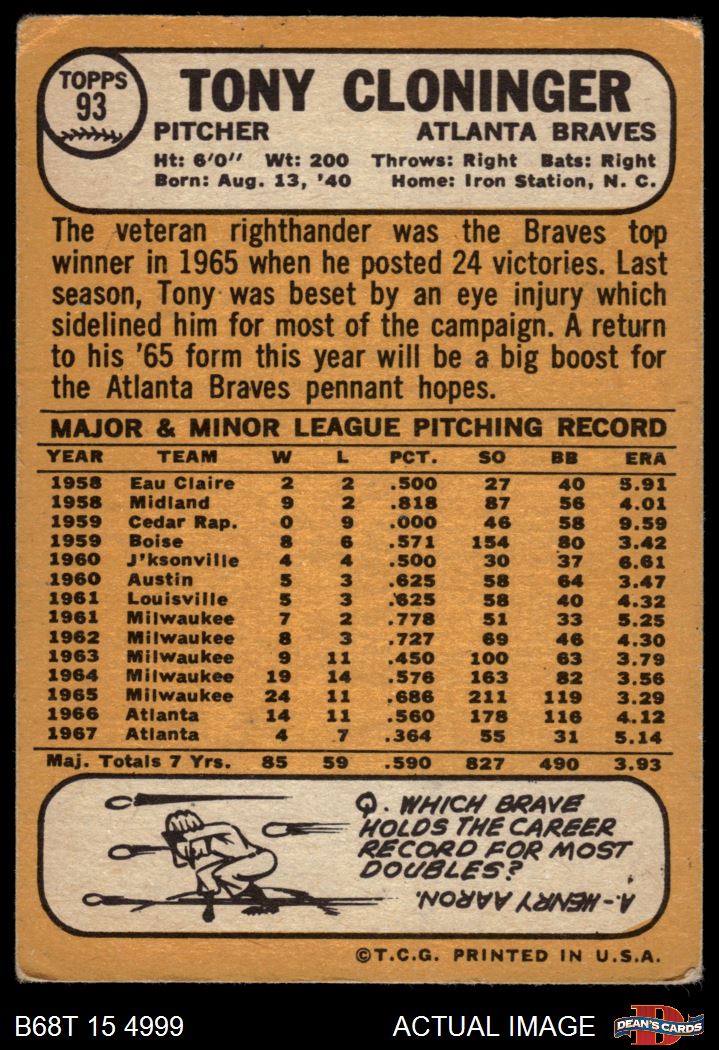 TOPPS
93
TONY CLONINGER
PITCHER ATLANTA BRAVES
Ht: 6'0" Wt: 200 Throws: Right Bats: Right
Born: Aug. 13, '40 Home: Iron Station, N. C.
The veteran righthander was the Braves top
winner in 1965 when he posted 24 victories. Last
season, Tony was beset by an eye injury which
sidelined him for most of the campaign. A return
to his '65 form this year will be a big boost for
the Atlanta Braves pennant hopes.
MAJOR & MINOR LEAGUE PITCHING RECORD
YEAR TEAM W L PCT. SO BB ERA
1958 Eau Claire 2 2 .500 27 40 5.91
1958 Midland 9 2 .818 87 56 4.01
1959 Cedar Rap. 0 9 .000 46 58 9.59
1959 Boise 8 6 .571 154 80 3.42
1960 J'ksonville 4 4 .500 30 37 6.61
1960 Austin 5 3 .625 58 64 3.47
1961 Louisville 5 3 .625 58 40 4.32
1961 Milwaukee 7 2 .778 51 33 5.25
1962 Milwaukee 8 3 .727 69 46 4.30
1963 Milwaukee 9 11 .450 100 63 3.79
1964 Milwaukee 19 14 .576 163 82 3.56
1965 Milwaukee 24 11 .686 211 119 3.29
1966 Atlanta 14 11 .560 178 116 4.12
1967 Atlanta 4 7 .364 55 31 5.14
Maj. Totals 7 Yrs. 85 59 .590 827 490 3.93
Q. WHICH BRAVE
HOLDS THE CAREER
RECORD FOR MOST
DOUBLES?
A-HENRY AARON.
©T.C.G. PRINTED IN U.S.A.
B68T 15 4999 ACTUAL IMAGE DEAN'S CARDS